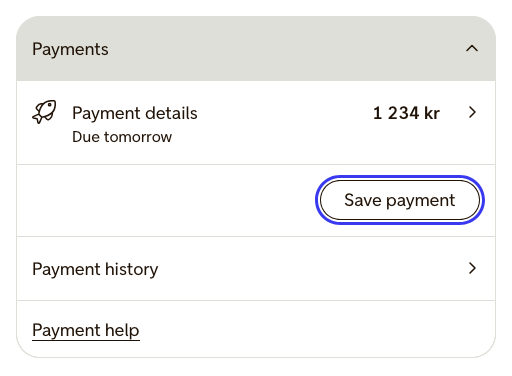 Payments
Payment details
1 234 kr
Due tomorrow
Save payment
Payment history
Payment help